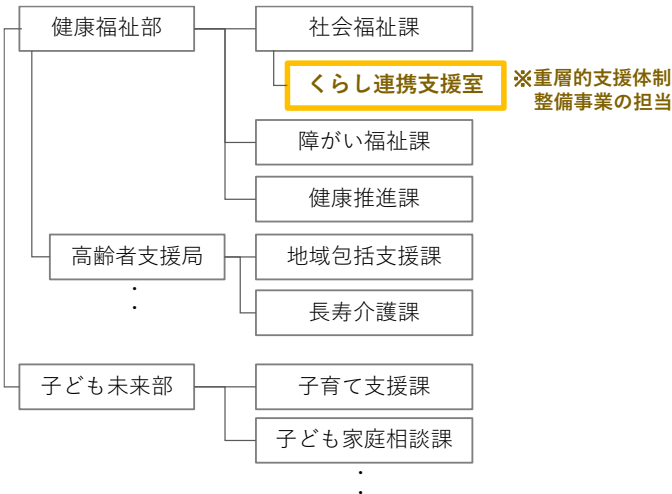 健康福祉部
社会福祉課
くらし連携支援室
※重層的支援体制
整備事業の担当
障がい福祉課
健康推進課
高齢者支援局
地域包括支援課
長寿介護課
子ども未来部
子育て支援課
子ども家庭相談課